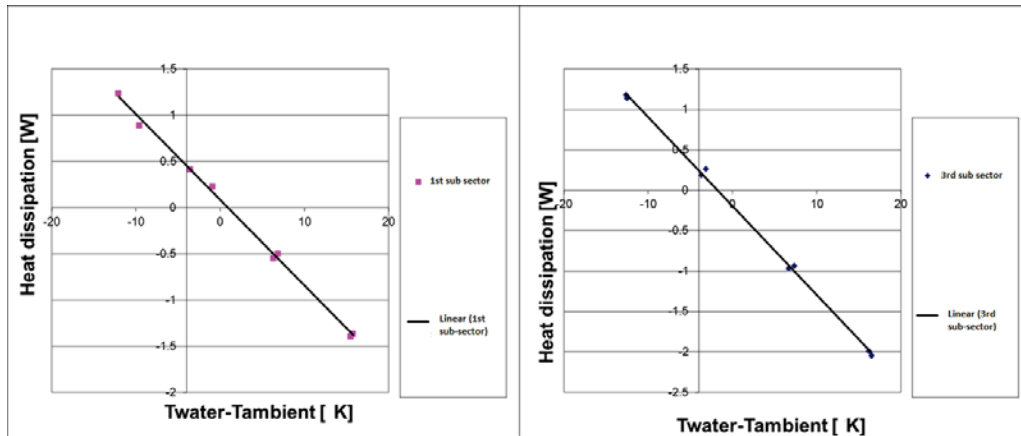 1.5
1
0.5
0
-0.5
-1
-1.5
-2
-20
-10
0
10
20
Heat dissipation [W]
Twater-Tambient [ K]
1st sub sector
Linear (1st
sub-sector)
1.5
1
0.5
0
-0.5
-1
-1.5
-2
-2.5
-20
-10
0
10
20
Heat dissipation [W]
Twater-Tambient [ K]
3rd sub sector
Linear (3rd
sub-sector)